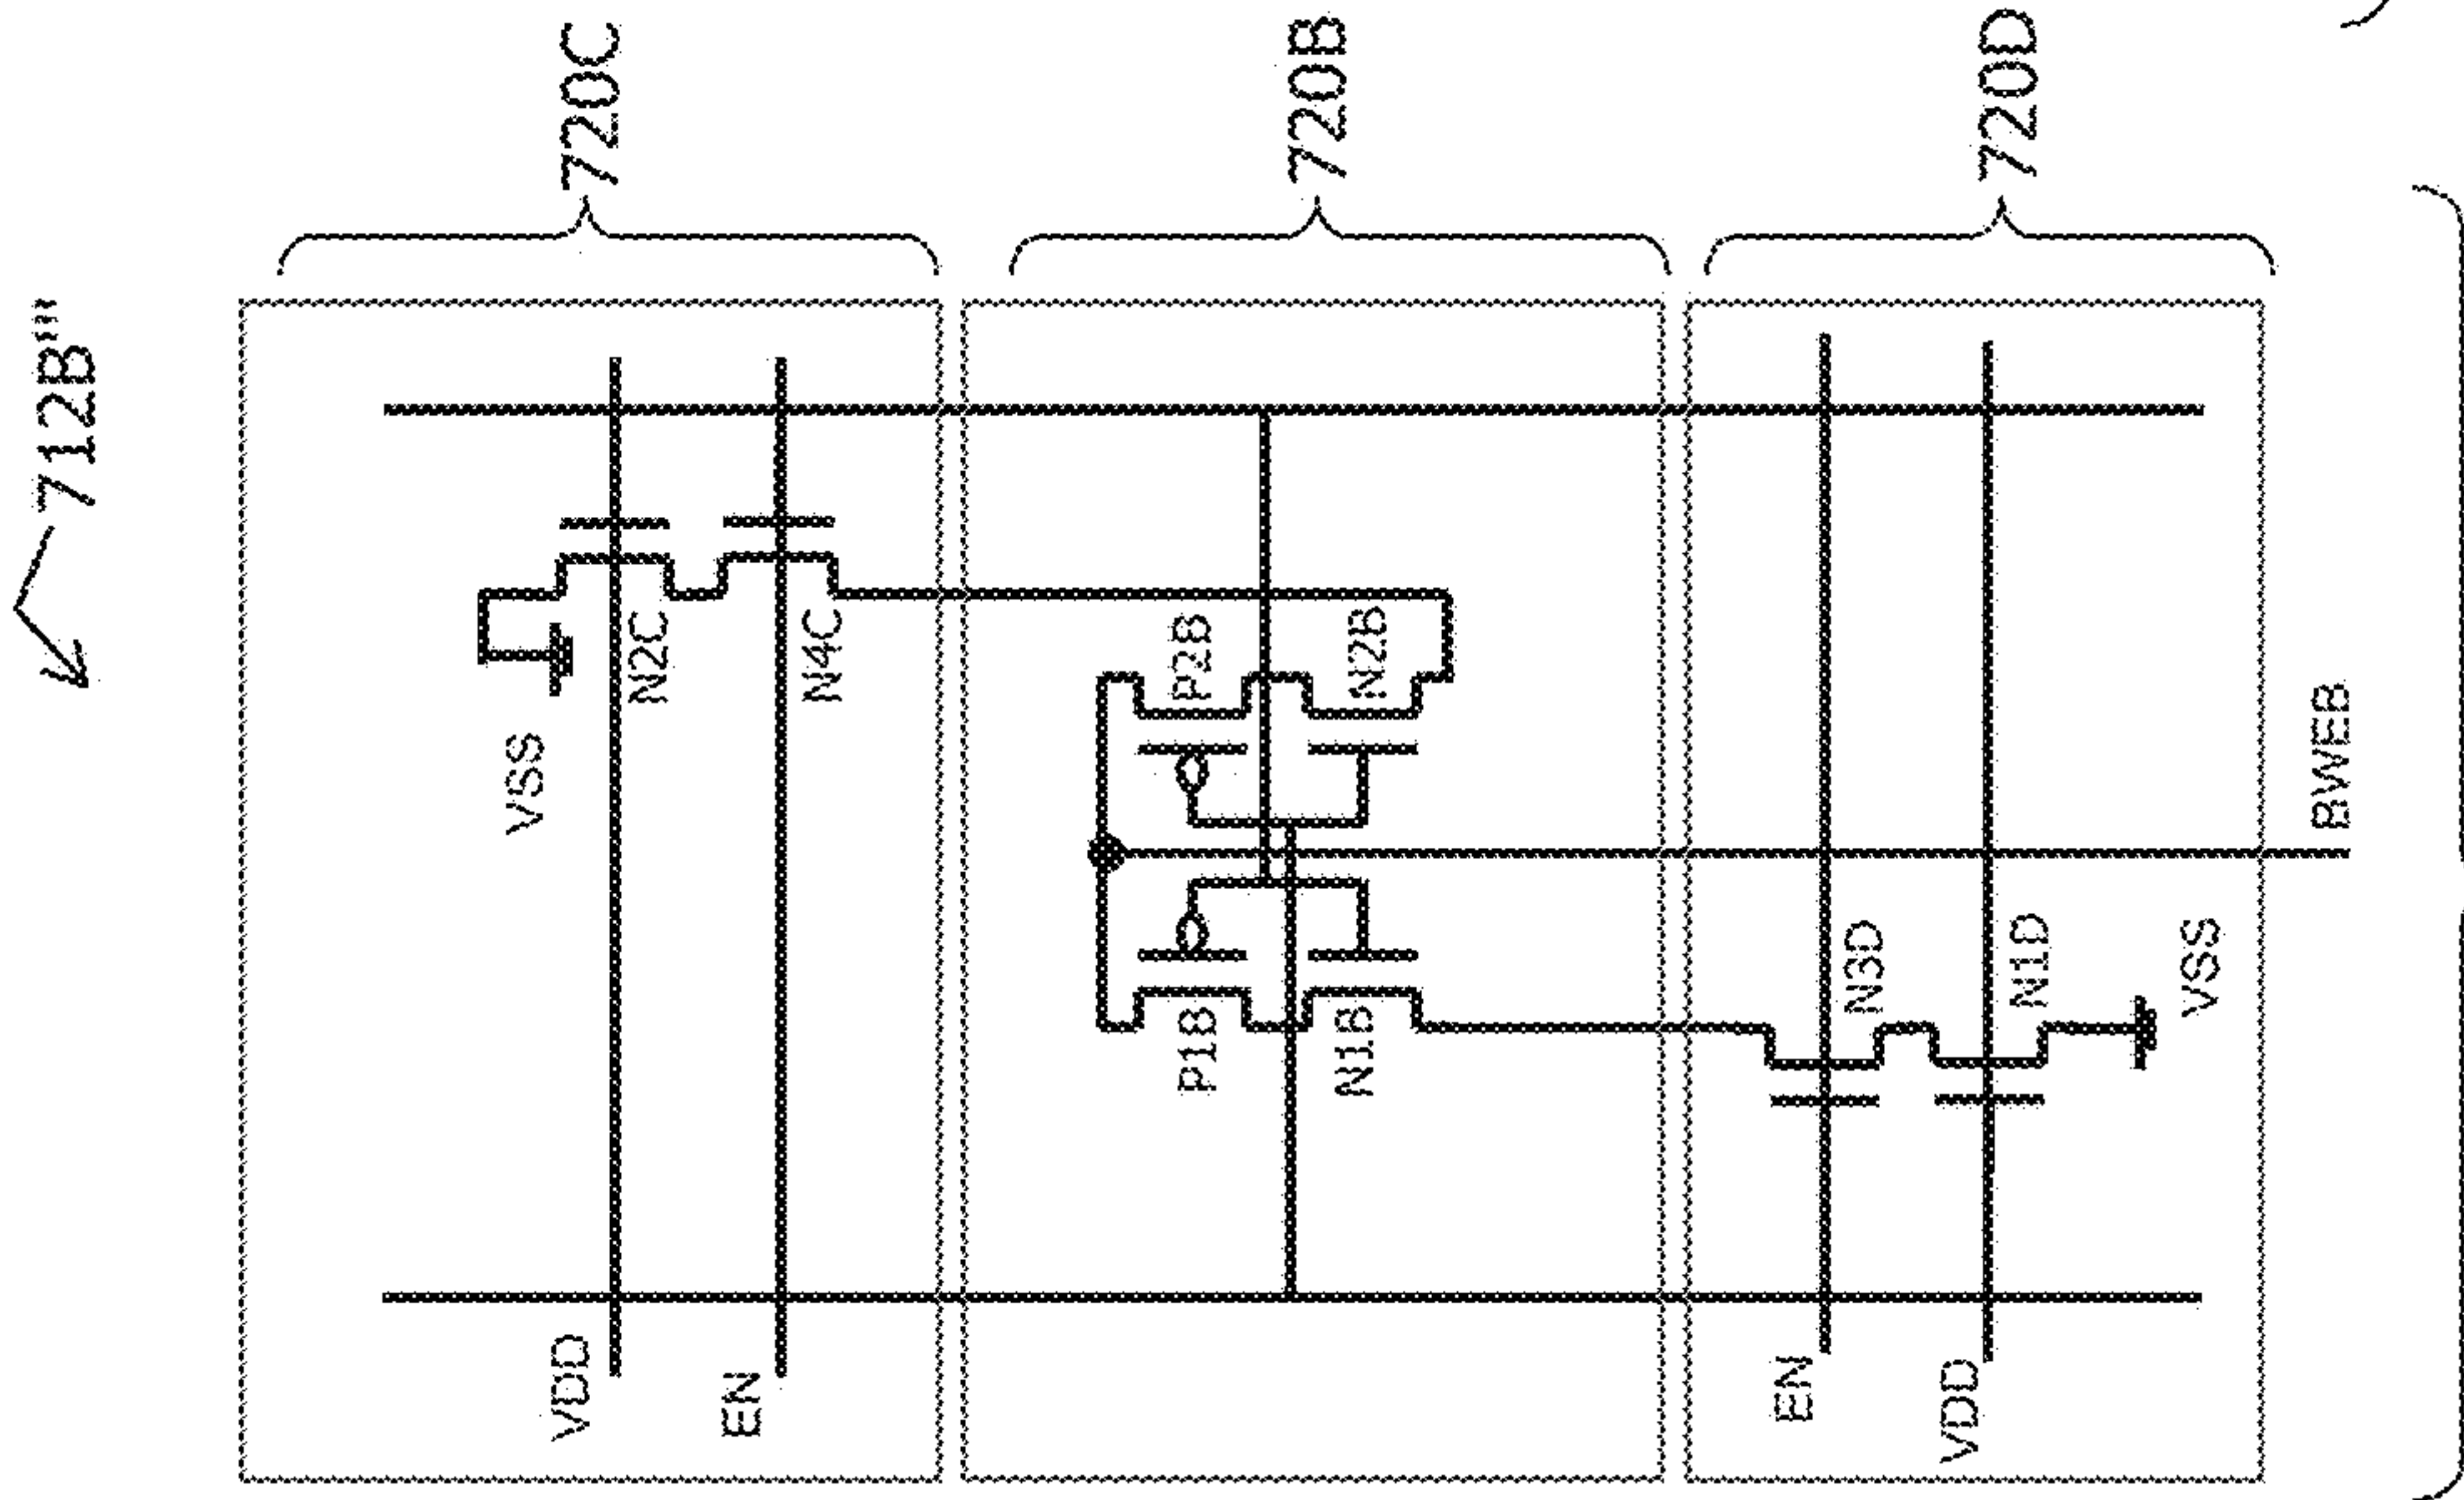 712B""
720C
720B
720D
VSS
N2C
N4C
VDD
EN
P2B
N2B
P1B
N1B
N3D
N1D
VSS
EN
VDD
BWEB